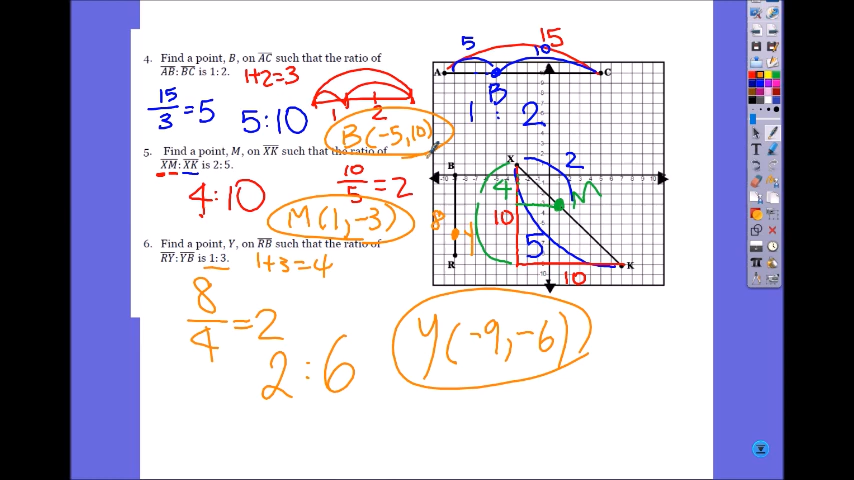 4. Find a point, B, on AC such that the ratio of
AB:BC is 1:2. 1+2=3
15/3 =5 5:10
1 2
B(-5,10)
5. Find a point, M, on XK such that the ratio of
XM:XK is 2:5.
4:10 10/5 =2
M(1,-3)
6. Find a point, Y, on RB such that the ratio of
RY:YB is 1:3. 1+3=4
8/4 =2
2:6
Y(-9,-6)
5 10 15
A C
B
1 : 2
X 2
B
4 M
10
8 Y
5
R K
10